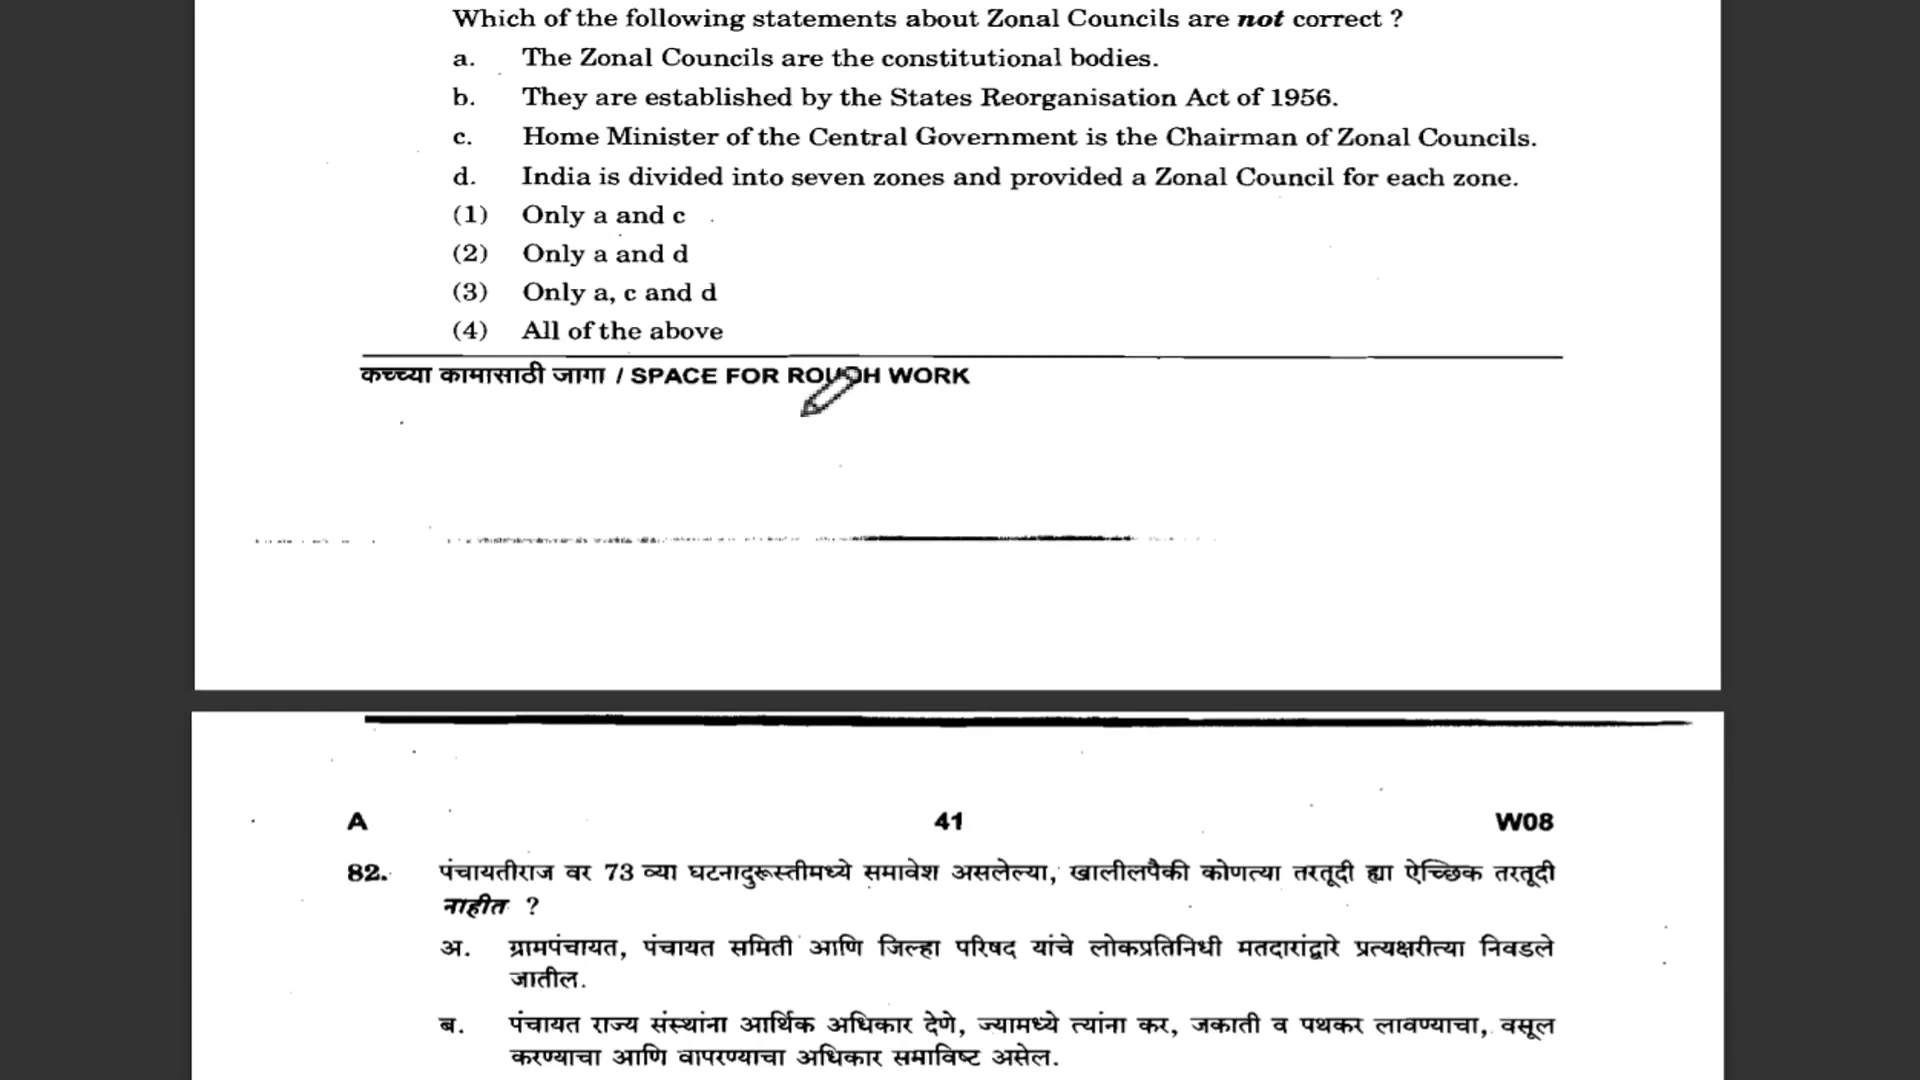 Which of the following statements about Zonal Councils are not correct ?
a. The Zonal Councils are the constitutional bodies.
b. They are established by the States Reorganisation Act of 1956.
c. Home Minister of the Central Government is the Chairman of Zonal Councils.
d. India is divided into seven zones and provided a Zonal Council for each zone.
(1) Only a and c
(2) Only a and d
(3) Only a, c and d
(4) All of the above
कच्च्या कामासाठी जागा / SPACE FOR ROUGH WORK
A 41 W08
82. पंचायतीराज वर 73 व्या घटनादुरूस्तीमध्ये समावेश असलेल्या, खालीलपैकी कोणत्या तरतूदी ह्या ऐच्छिक तरतूदी
नाहीत ?
अ. ग्रामपंचायत, पंचायत समिती आणि जिल्हा परिषद यांचे लोकप्रतिनिधी मतदारांद्वारे प्रत्यक्षरीत्या निवडले
जातील.
ब. पंचायत राज्य संस्थांना आर्थिक अधिकार देणे, ज्यामध्ये त्यांना कर, जकाती व पथकर लावण्याचा, वसूल
करण्याचा आणि वापरण्याचा अधिकार समाविष्ट असेल.